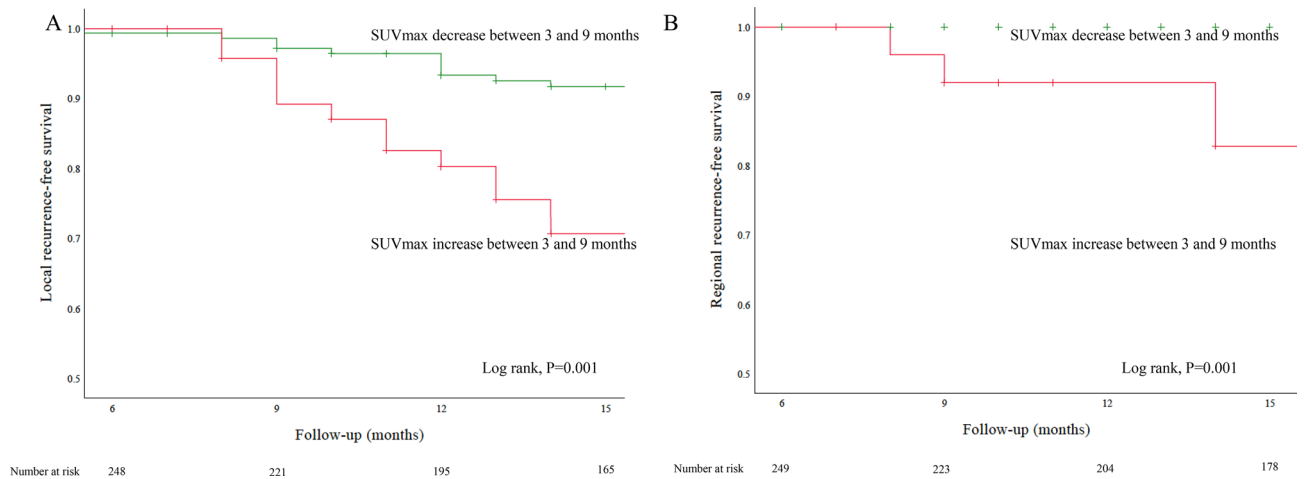 A
1.0
0.9
0.8
0.7
0.6
0.5
Local recurrence-free survival
SUVmax decrease between 3 and 9 months
SUVmax increase between 3 and 9 months
Log rank, P=0.001
6 9 12 15
Follow-up (months)
Number at risk 248 221 195 165
B
1.0
0.9
0.8
0.7
0.6
0.5
Regional recurrence-free survival
SUVmax decrease between 3 and 9 months
SUVmax increase between 3 and 9 months
Log rank, P=0.001
6 9 12 15
Follow-up (months)
Number at risk 249 223 204 178